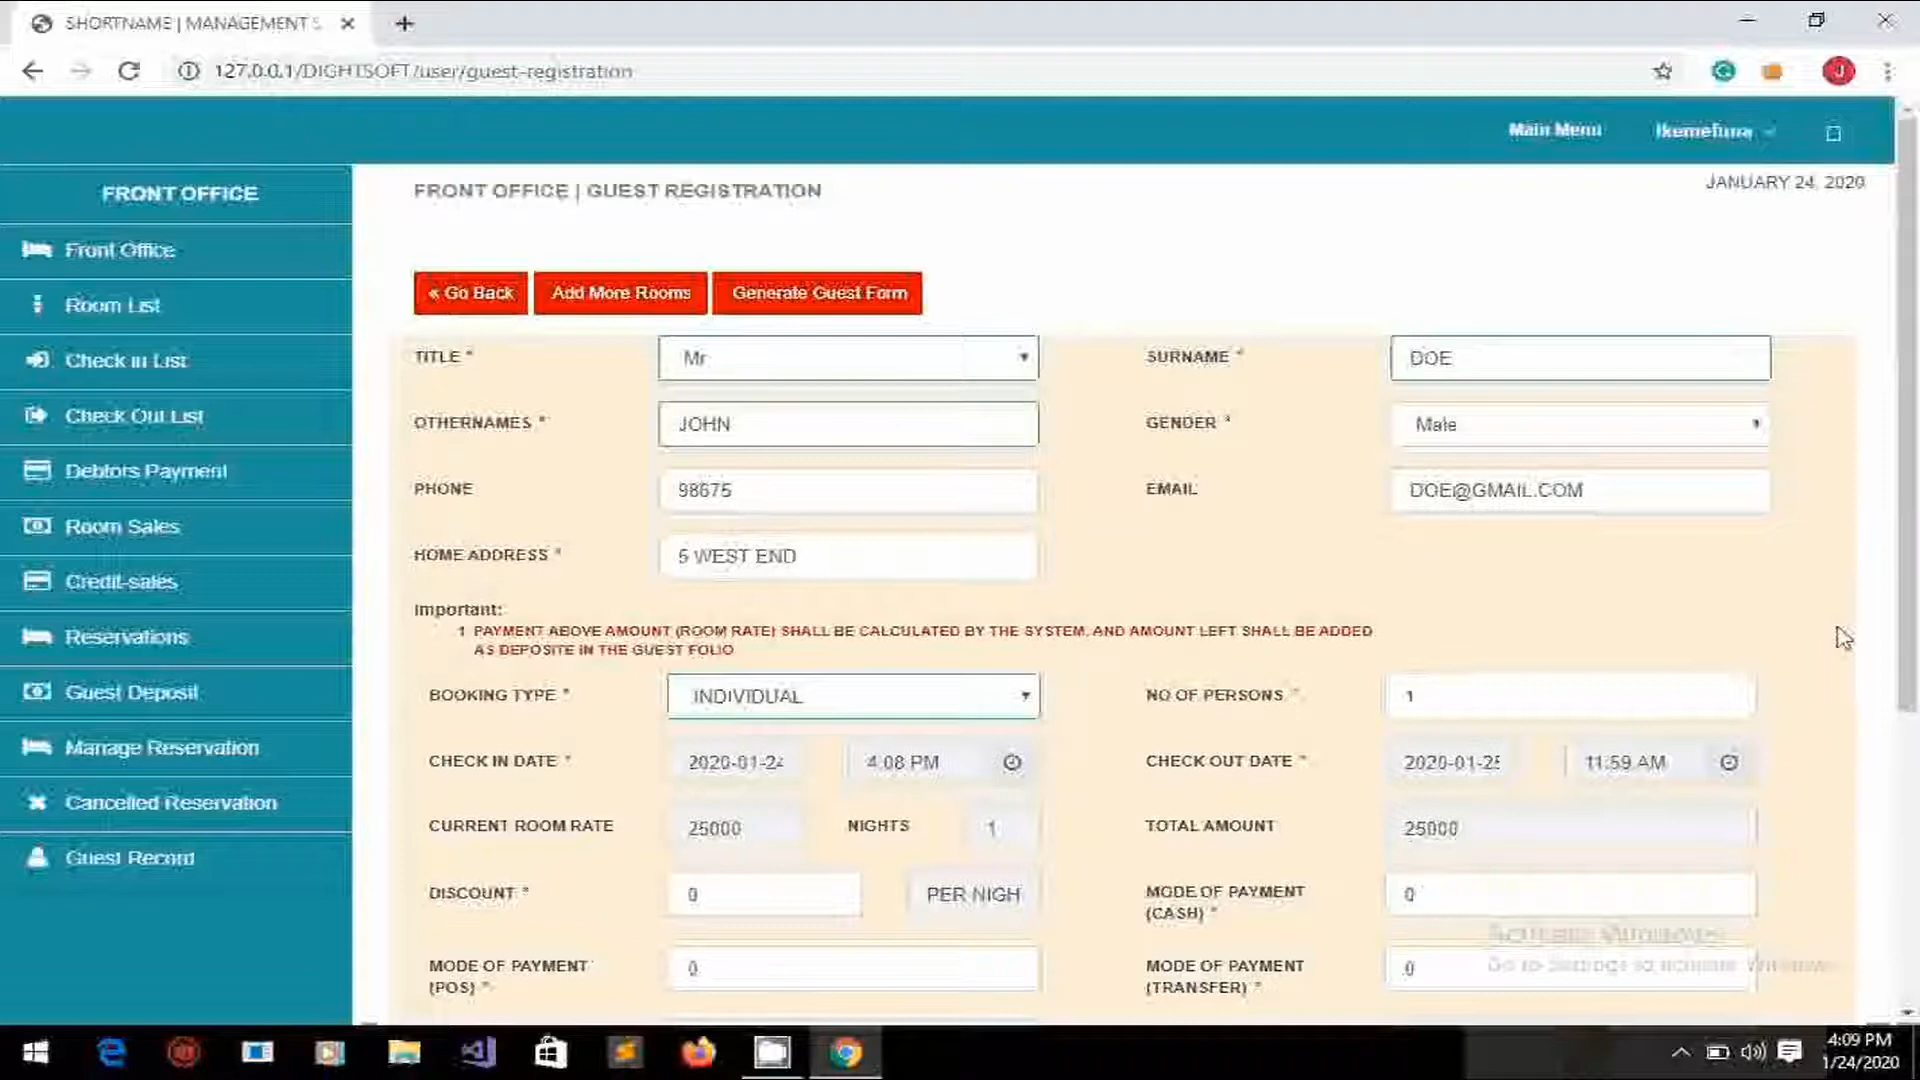 SHORTNAME | MANAGEMENT S
127.0.0.1/DIGHTSOFT/user/guest-registration
J
Main Menu
Ikemefuna
FRONT OFFICE
Front Office
Room List
Check in List
Check Out List
Debtors Payment
Room Sales
Credit-sales
Reservations
Guest Deposit
Manage Reservation
Cancelled Reservation
Guest Record
FRONT OFFICE | GUEST REGISTRATION
JANUARY 24, 2020
« Go Back
Add More Rooms
Generate Guest Form
TITLE *
Mr
SURNAME *
DOE
OTHERNAMES *
JOHN
GENDER *
Male
PHONE
98675
EMAIL
DOE@GMAIL.COM
HOME ADDRESS *
5 WEST END
Important:
1 PAYMENT ABOVE AMOUNT (ROOM RATE) SHALL BE CALCULATED BY THE SYSTEM, AND AMOUNT LEFT SHALL BE ADDED
AS DEPOSITE IN THE GUEST FOLIO
BOOKING TYPE *
INDIVIDUAL
NO OF PERSONS *
1
CHECK IN DATE *
2020-01-24
4:08 PM
CHECK OUT DATE *
2020-01-25
11:59 AM
CURRENT ROOM RATE
25000
NIGHTS
1
TOTAL AMOUNT
25000
DISCOUNT *
0
PER NIGH
MODE OF PAYMENT
(CASH) *
0
MODE OF PAYMENT
(POS) *
0
MODE OF PAYMENT
(TRANSFER) *
0
Activate Windows
Go to Settings to activate Windows.
4:09 PM
1/24/2020